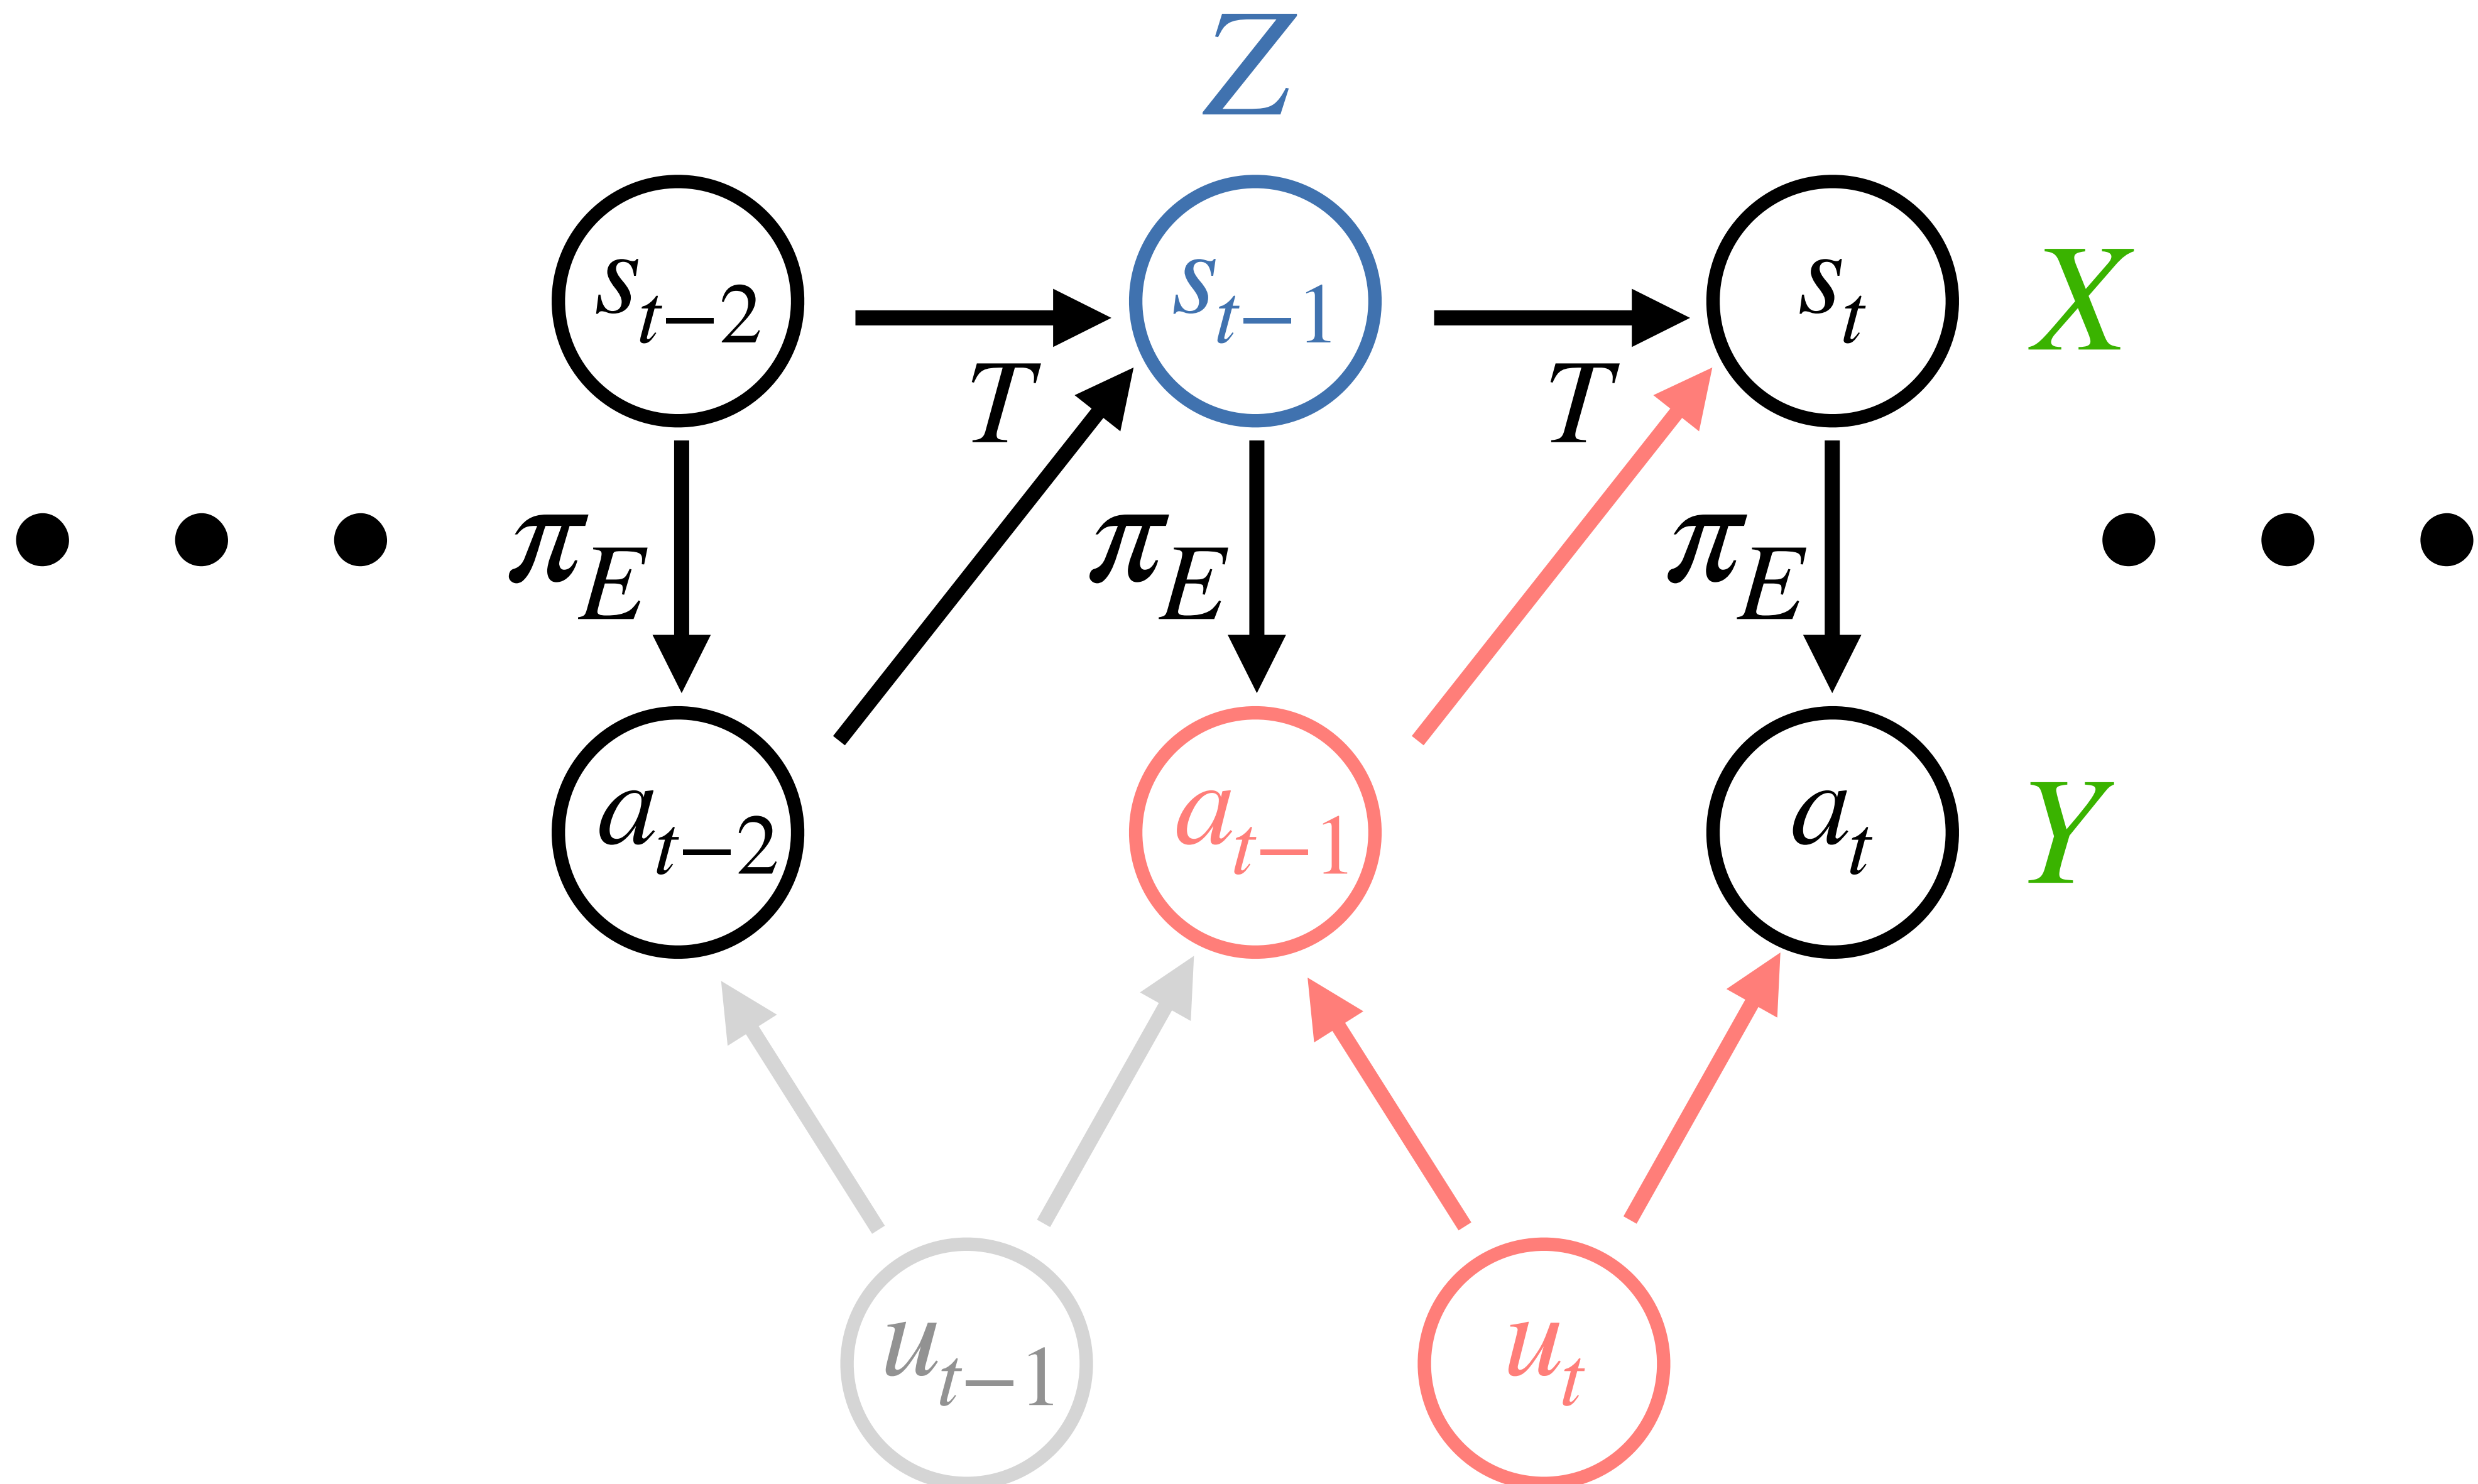 Z
s_{t−2} s_{t−1} s_t X
T T
π_E π_E π_E
a_{t−2} a_{t−1} a_t Y
u_{t−1} u_t